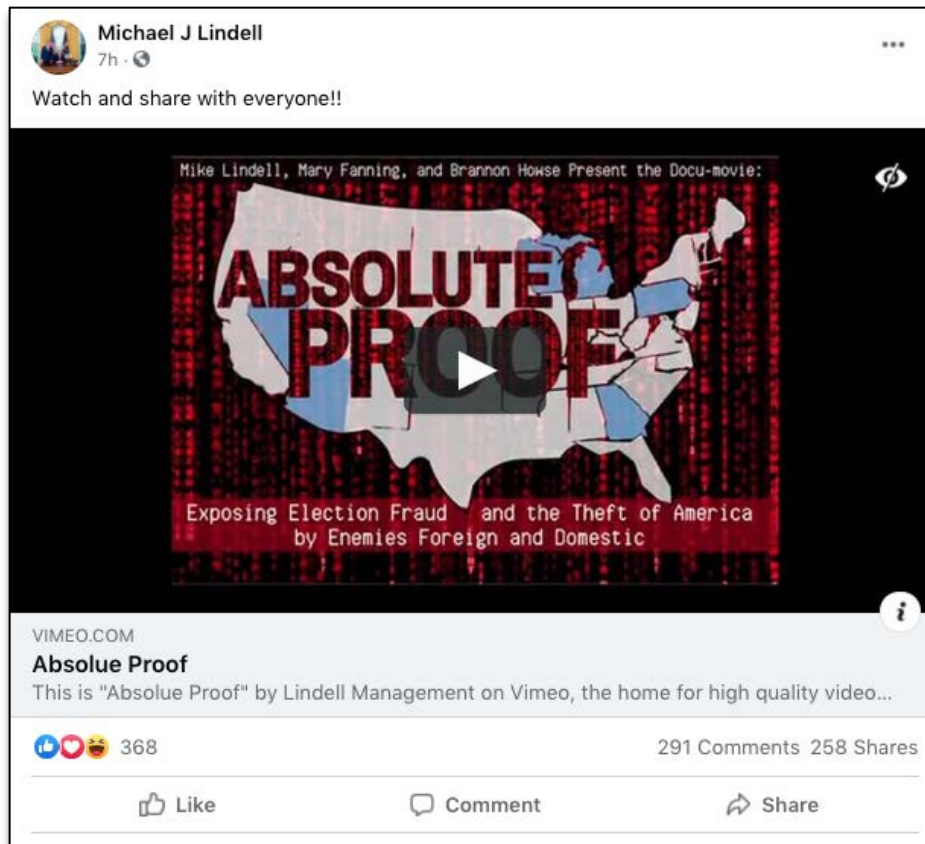 Michael J Lindell
7h ·
Watch and share with everyone!!
Mike Lindell, Mary Fanning, and Brannon Howse Present the Docu-movie:
ABSOLUTE
PROOF
Exposing Election Fraud and the Theft of America
by Enemies Foreign and Domestic
i
VIMEO.COM
Absolue Proof
This is "Absolue Proof" by Lindell Management on Vimeo, the home for high quality video...
368
291 Comments 258 Shares
Like Comment Share